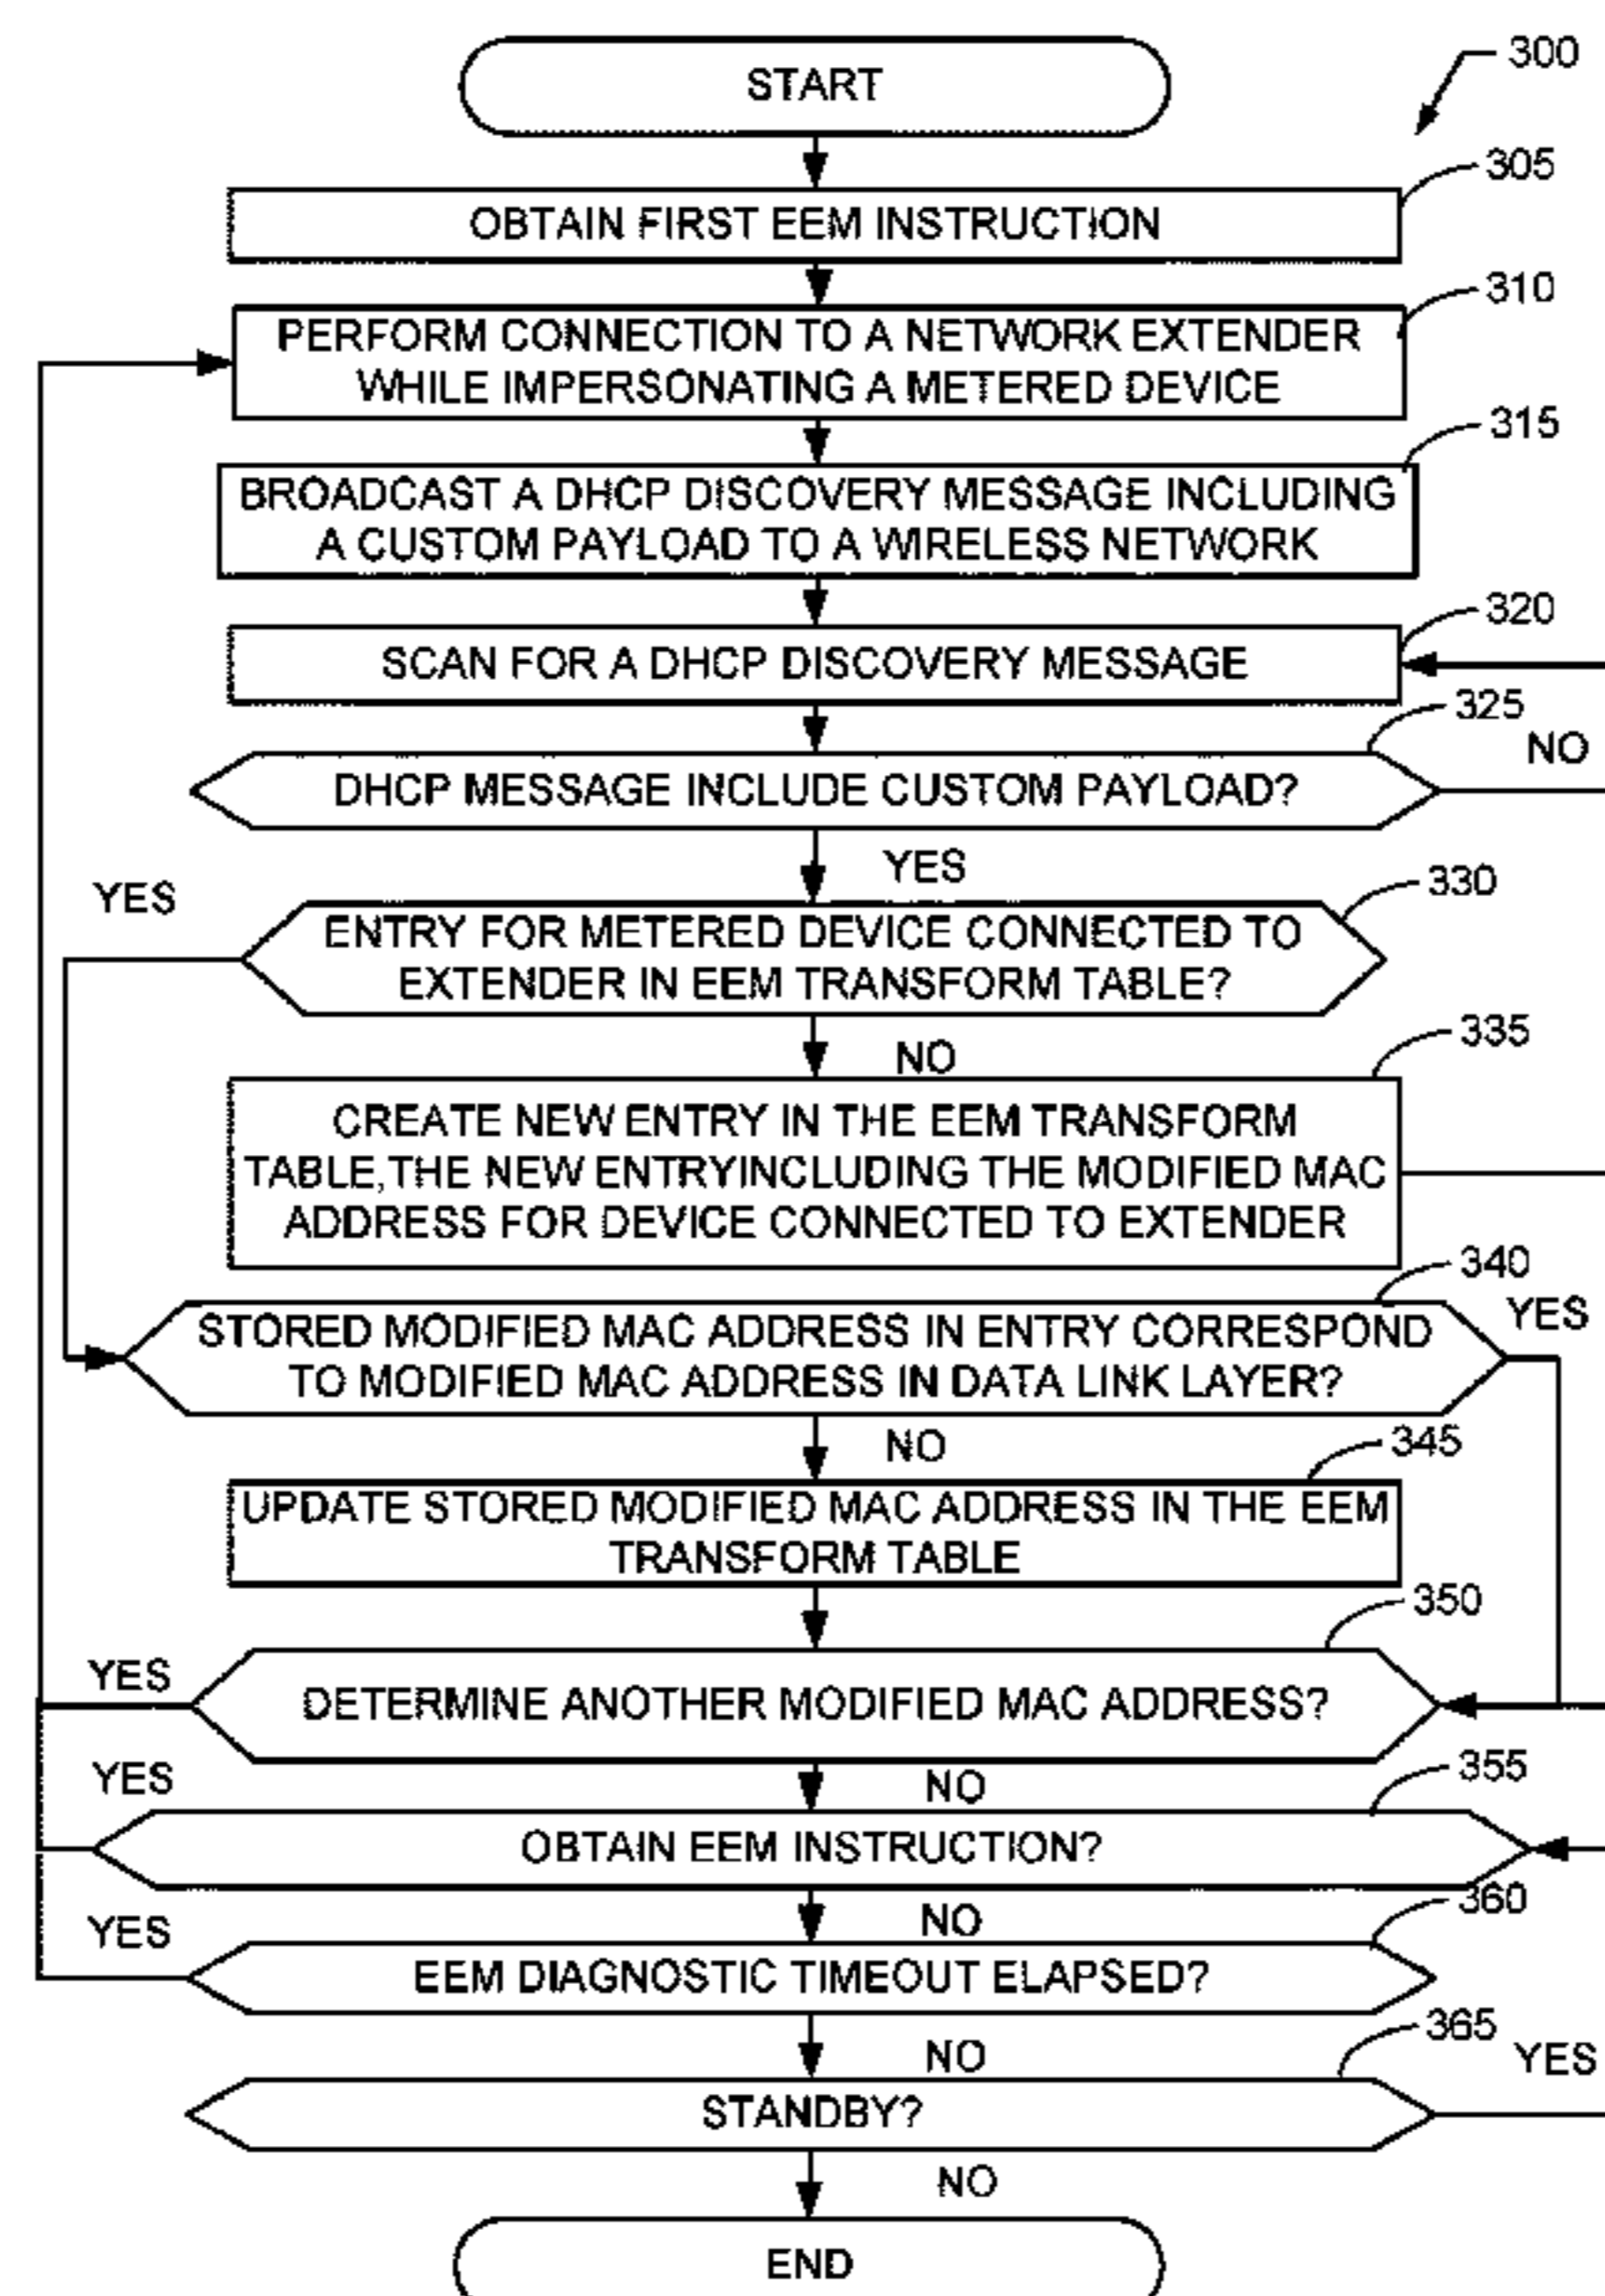 START
300
305
OBTAIN FIRST EEM INSTRUCTION
310
PERFORM CONNECTION TO A NETWORK EXTENDER
WHILE IMPERSONATING A METERED DEVICE
315
BROADCAST A DHCP DISCOVERY MESSAGE INCLUDING
A CUSTOM PAYLOAD TO A WIRELESS NETWORK
320
SCAN FOR A DHCP DISCOVERY MESSAGE
325
NO
DHCP MESSAGE INCLUDE CUSTOM PAYLOAD?
YES
YES
330
ENTRY FOR METERED DEVICE CONNECTED TO
EXTENDER IN EEM TRANSFORM TABLE?
335
NO
CREATE NEW ENTRY IN THE EEM TRANSFORM
TABLE,THE NEW ENTRYINCLUDING THE MODIFIED MAC
ADDRESS FOR DEVICE CONNECTED TO EXTENDER
340
YES
STORED MODIFIED MAC ADDRESS IN ENTRY CORRESPOND
TO MODIFIED MAC ADDRESS IN DATA LINK LAYER?
NO
345
UPDATE STORED MODIFIED MAC ADDRESS IN THE EEM
TRANSFORM TABLE
350
YES
DETERMINE ANOTHER MODIFIED MAC ADDRESS?
YES
NO
355
OBTAIN EEM INSTRUCTION?
360
YES
NO
EEM DIAGNOSTIC TIMEOUT ELAPSED?
365
NO
YES
STANDBY?
NO
END